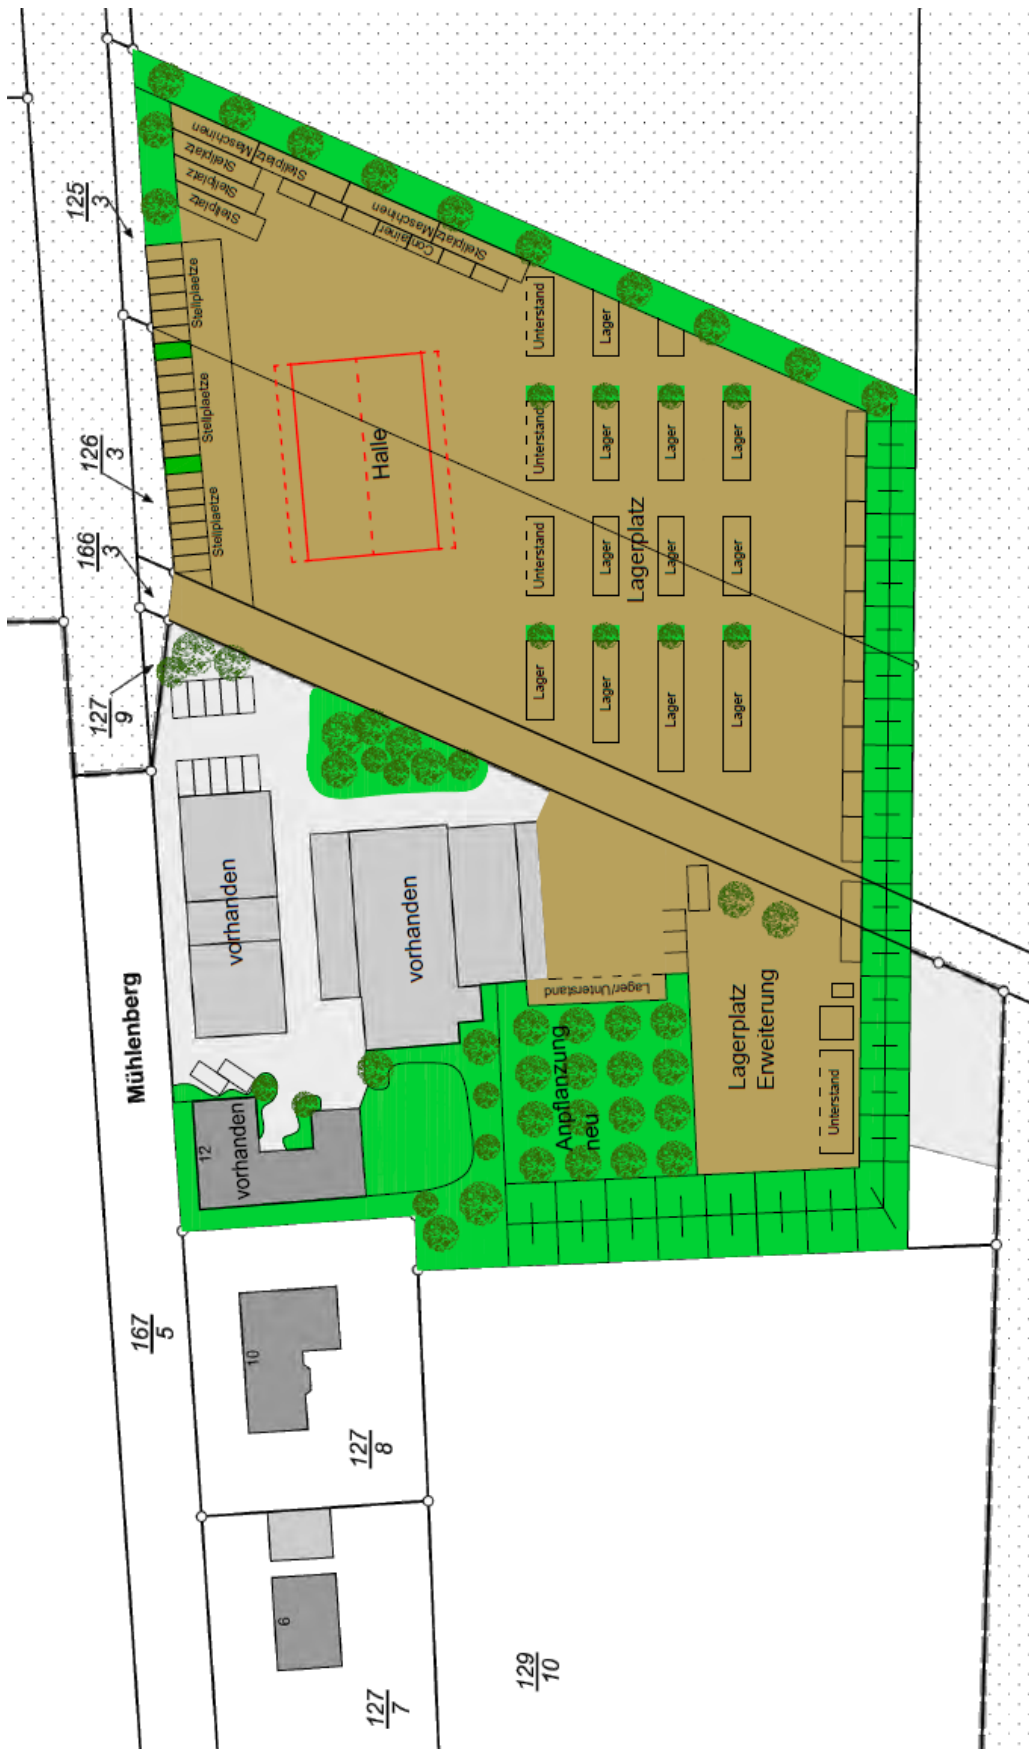 125
3
126
3
166
3
127
9
Stellplatz Maschinen
Stellplatz
Stellplatz
Stellplatz
Stellplatz Maschinen
Container
Stellplaetze
Stellplaetze
Stellplaetze
Halle
Unterstand
Lager
Unterstand
Lager
Lager
Lager
Unterstand
Lager
Lager
Lager
Lager
Lager
Lager
Lager
Lagerplatz
Mühlenberg
vorhanden
vorhanden
12
vorhanden
Lager/Unterstand
Anpflanzung
neu
Lagerplatz
Erweiterung
Unterstand
167
5
10
127
8
6
127
7
129
10